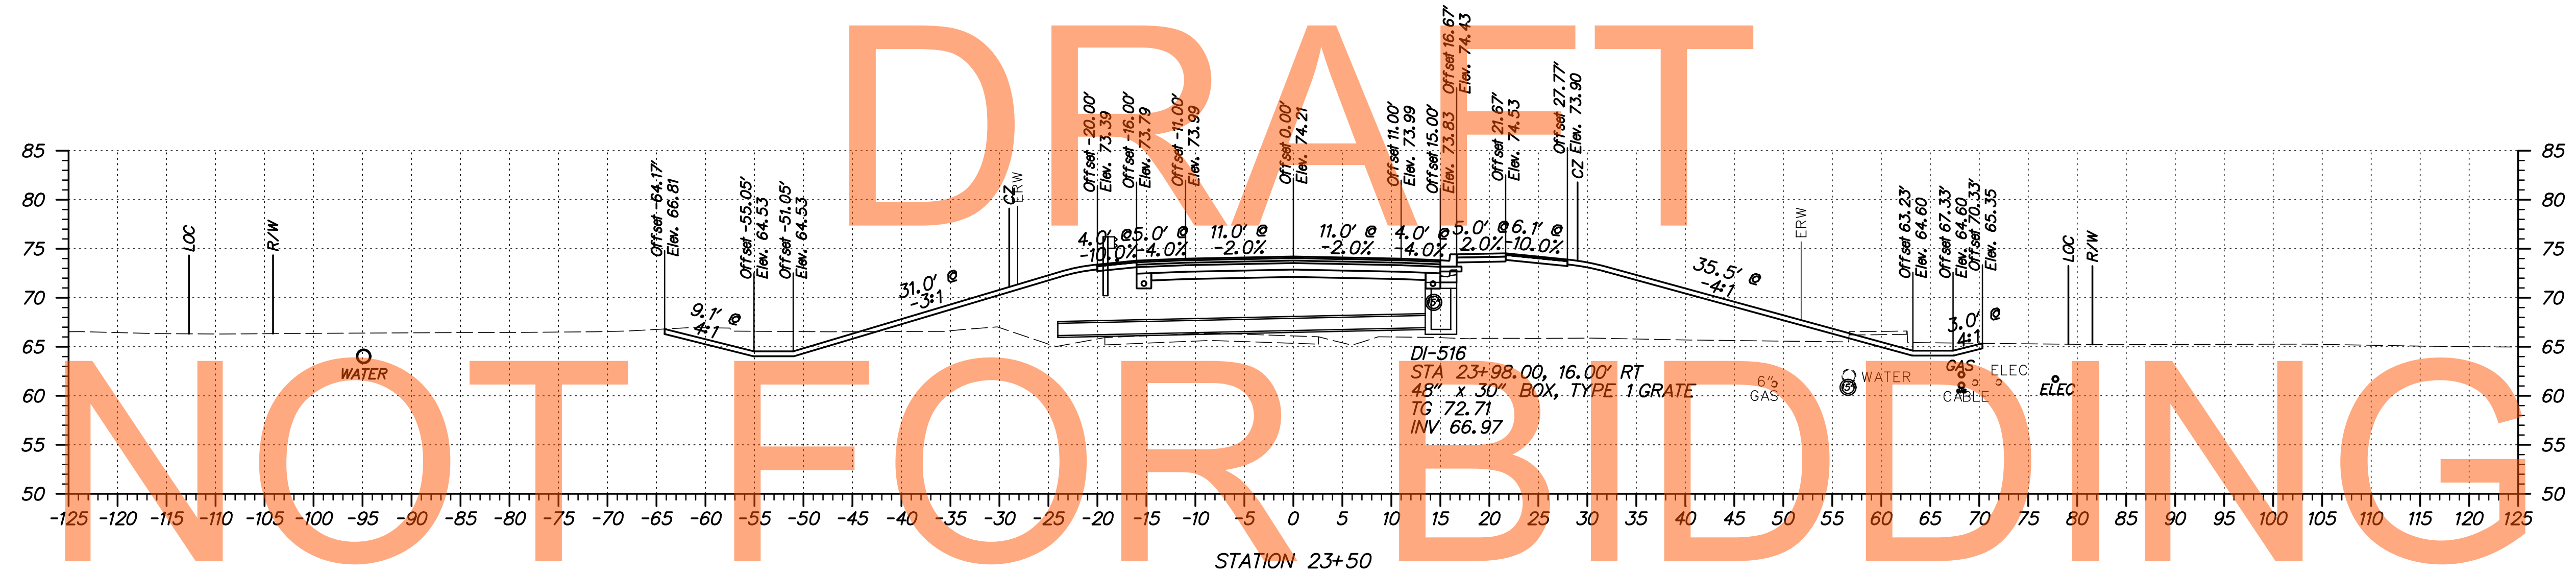 DRAFT
NOT FOR BIDDING
Offset -64.17'
Elev. 66.81
Offset -55.05'
Elev. 64.53
Offset -51.05'
Elev. 64.53
Offset -20.00'
Elev. 73.39
Offset -16.00'
Elev. 73.79
Offset -11.00'
Elev. 73.99
Offset 0.00'
Elev. 74.21
Offset 11.00'
Elev. 73.99
Offset 15.00'
Elev. 73.83
Offset 16.67'
Elev. 74.43
Offset 21.67'
Elev. 74.53
Offset 27.77'
Elev. 73.90
Offset 63.23'
Elev. 64.60
Offset 67.33'
Elev. 64.60
Offset 70.33'
Elev. 65.35
LOC
R/W
CZ
ERW
CZ
ERW
LOC
R/W
9.1' @
4:1
31.0' @
-3:1
4.0' @
-10.0%
5.0' @
-4.0%
11.0' @
-2.0%
11.0' @
-2.0%
4.0' @
-4.0%
5.0' @
2.0%
6.1' @
-10.0%
35.5' @
-4:1
3.0' @
4:1
85 85
80 80
75 75
70 70
65 65
60 60
55 55
50 50
WATER
DI-516
STA 23+98.00, 16.00' RT
48" x 30" BOX, TYPE 1 GRATE
TG 72.71
INV 66.97
6"
GAS
WATER
GAS
CABLE
ELEC
ELEC
-125 -120 -115 -110 -105 -100 -95 -90 -85 -80 -75 -70 -65 -60 -55 -50 -45 -40 -35 -30 -25 -20 -15 -10 -5 0 5 10 15 20 25 30 35 40 45 50 55 60 65 70 75 80 85 90 95 100 105 110 115 120 125
STATION 23+50